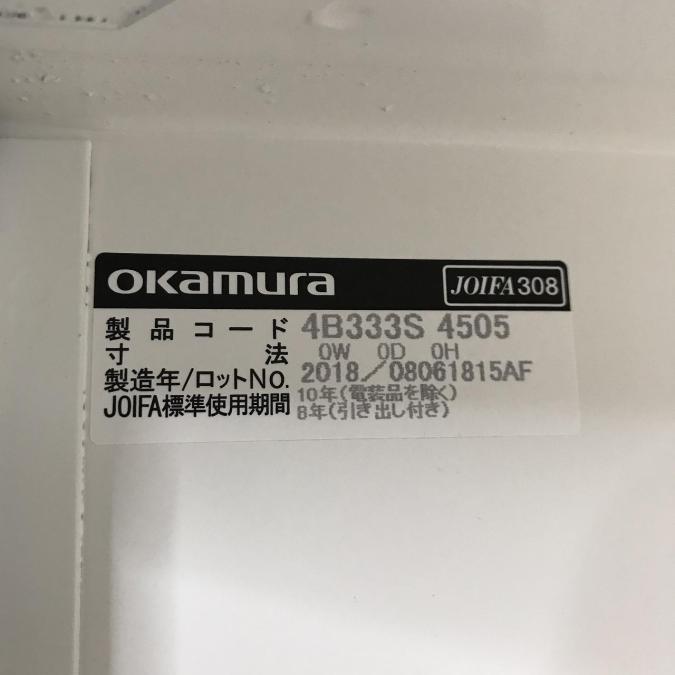 okamura JOIFA308
製品コード 4B333S 4505
寸法 0W 0D 0H
製造年/ロットNO. 2018/08061815AF
JOIFA標準使用期間 10年(電装品を除く)
8年(引き出し付き)